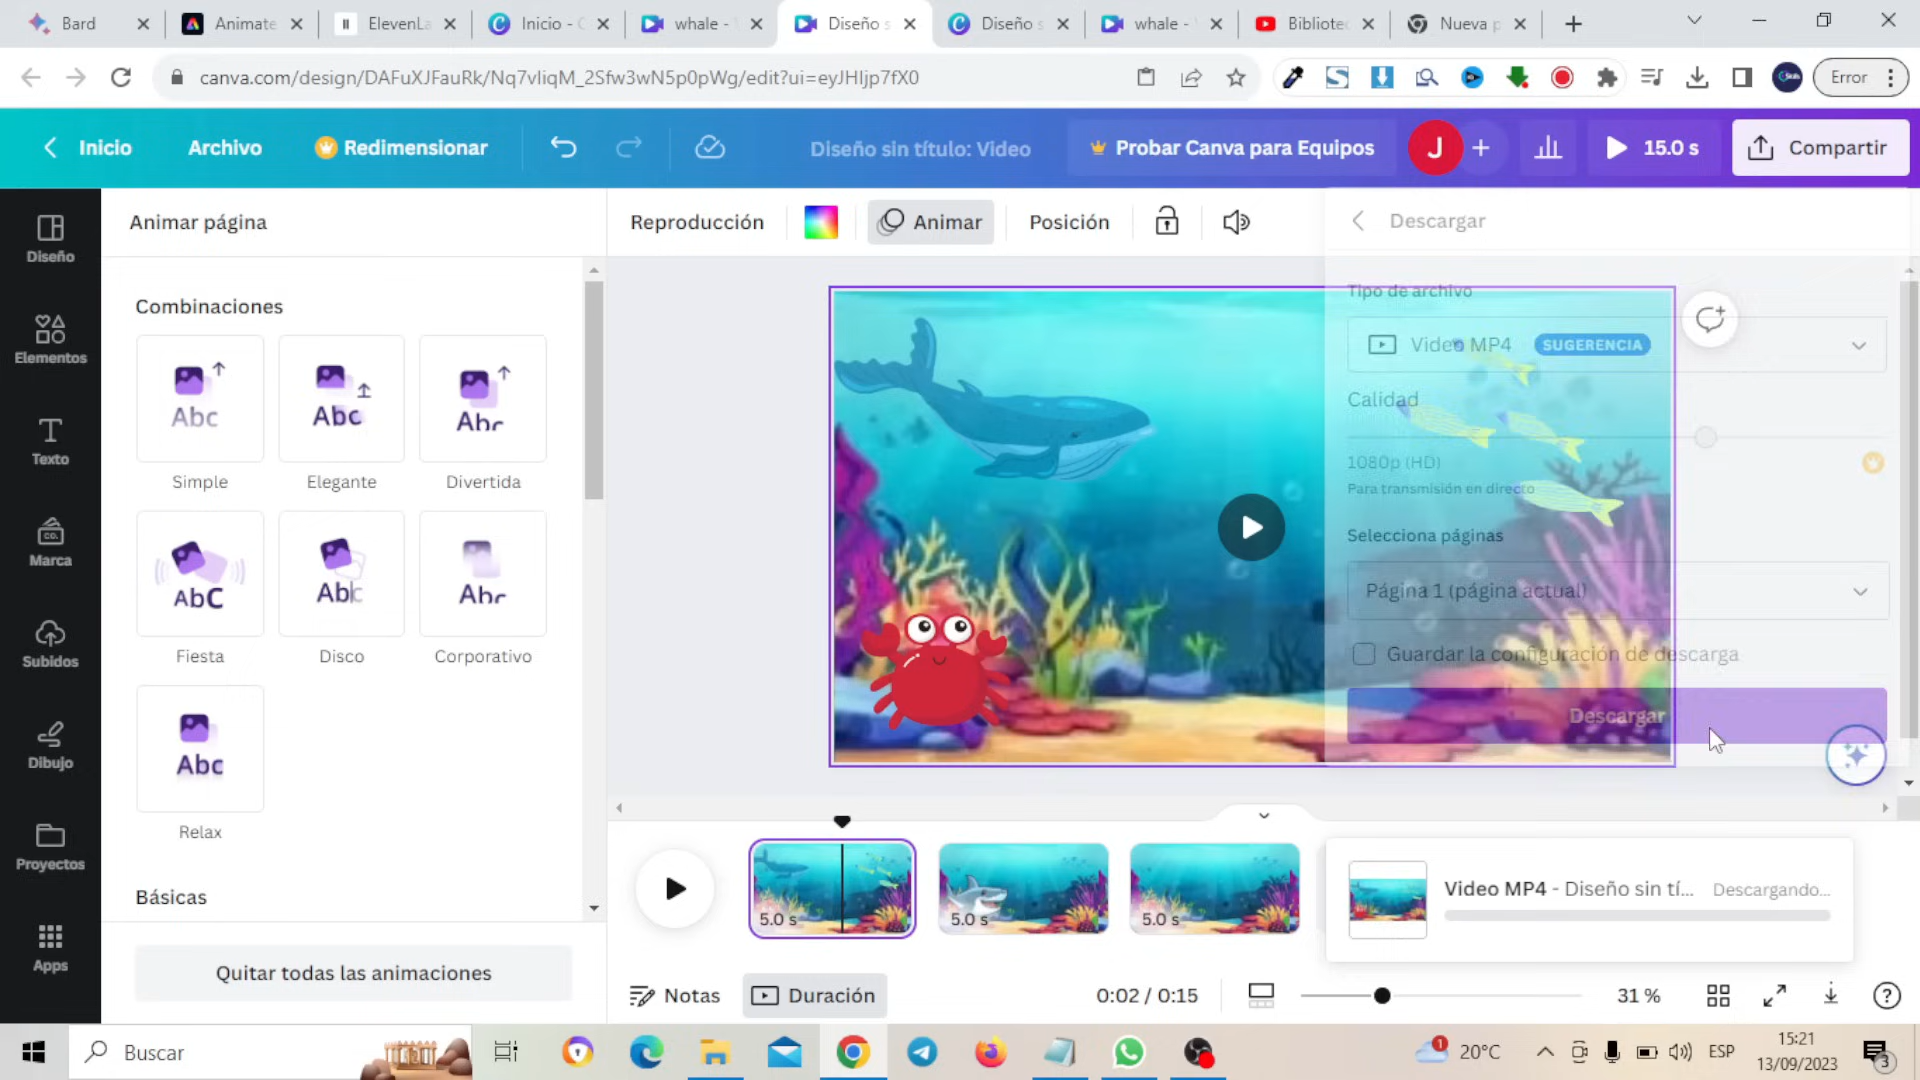 Bard
Animate
ElevenLa
Inicio - C
whale -
Diseño s
Diseño s
whale -
Bibliote
Nueva p
canva.com/design/DAFuXJFauRk/Nq7vIiqM_2Sfw3wN5p0pWg/edit?ui=eyJHIjp7fX0
Error
Inicio
Archivo
Redimensionar
Diseño sin título: Video
Probar Canva para Equipos
J
15.0 s
Compartir
Diseño
Elementos
Texto
Marca
Subidos
Dibujo
Proyectos
Apps
Animar página
Combinaciones
Abc
Simple
Abc
Elegante
Abc
Divertida
AbC
Fiesta
Abc
Disco
Abc
Corporativo
Abc
Relax
Básicas
Quitar todas las animaciones
Reproducción
Animar
Posición
Descargar
Tipo de archivo
Video MP4
SUGERENCIA
Calidad
1080p (HD)
Para transmisión en directo
Selecciona páginas
Página 1 (página actual)
Guardar la configuración de descarga
Descargar
5.0 s
5.0 s
5.0 s
Video MP4 - Diseño sin tí...
Descargando...
Notas
Duración
0:02 / 0:15
31 %
Buscar
1
20°C
ESP
15:21
13/09/2023
3